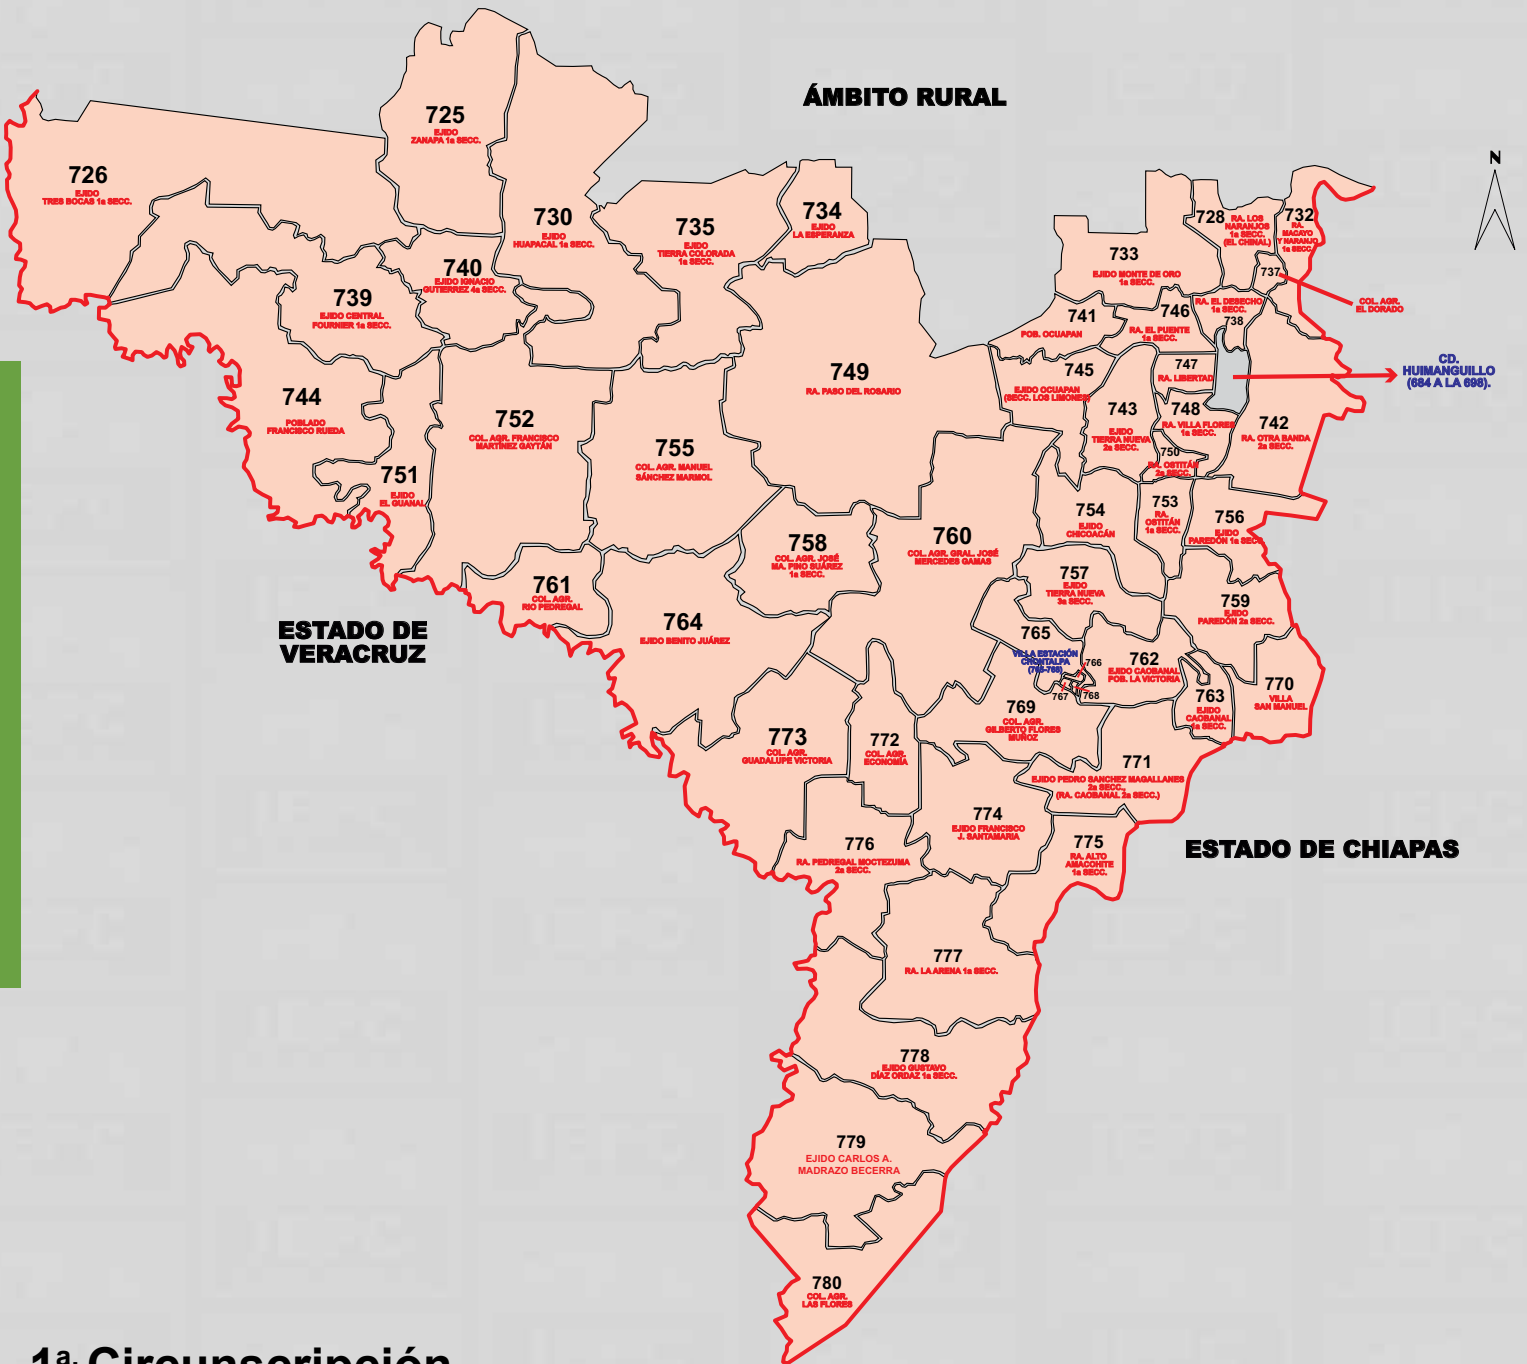 ÁMBITO RURAL
N
725
EJIDO
ZANAPA 1a SECC.
726
EJIDO
TRES BOCAS 1a SECC.
730
EJIDO
HUAPACAL 1a SECC.
735
EJIDO
TIERRA COLORADA
1a SECC.
734
EJIDO
LA ESPERANZA
728
RA. LOS
NARANJOS
1a SECC.
(EL CHINAL)
732
RA.
MACAYO
Y NARANJO
1a SECC.
733
EJIDO MONTE DE ORO
1a SECC.
737
COL. AGR.
EL DORADO
740
EJIDO IGNACIO
GUTIERREZ 4a SECC.
739
EJIDO CENTRAL
FOURNIER 1a SECC.
741
POB. OCUAPAN
746
RA. EL PUENTE
1a SECC.
RA. EL DESECHO
1a SECC.
738
749
RA. PASO DEL ROSARIO
745
EJIDO OCUAPAN
(SECC. LOS LIMONES)
747
RA. LIBERTAD
CD.
HUIMANGUILLO
(684 A LA 698).
744
POBLADO
FRANCISCO RUEDA
752
COL. AGR. FRANCISCO
MARTÍNEZ GAYTÁN
755
COL. AGR. MANUEL
SÁNCHEZ MARMOL
743
EJIDO
TIERRA NUEVA
2a SECC.
748
RA. VILLA FLORES
1a SECC.
742
RA. OTRA BANDA
2a SECC.
750
RA. OSTITÁN
2a SECC.
751
EJIDO
EL GUANAL
754
EJIDO
CHICOACÁN
753
RA.
OSTITÁN
1a SECC.
756
EJIDO
PAREDÓN 1a SECC.
758
COL. AGR. JOSÉ
MA. PINO SUÁREZ
1a SECC.
760
COL. AGR. GRAL. JOSÉ
MERCEDES GAMAS
757
EJIDO
TIERRA NUEVA
3a SECC.
761
COL. AGR.
RIO PEDREGAL
759
EJIDO
PAREDÓN 2a SECC.
764
EJIDO BENITO JUÁREZ
ESTADO DE
VERACRUZ
765
VILLA ESTACIÓN
CHONTALPA
(765-768)
766
767
768
762
EJIDO CAOBANAL
POB. LA VICTORIA
763
EJIDO
CAOBANAL
1a SECC.
770
VILLA
SAN MANUEL
769
COL. AGR.
GILBERTO FLORES
MUÑOZ
773
COL. AGR.
GUADALUPE VICTORIA
772
COL. AGR.
ECONOMÍA
771
EJIDO PEDRO SANCHEZ MAGALLANES
2a SECC.,
(RA. CAOBANAL 2a SECC.)
774
EJIDO FRANCISCO
J. SANTAMARIA
776
RA. PEDREGAL MOCTEZUMA
2a SECC.
775
RA. ALTO
AMACOHITE
1a SECC.
ESTADO DE CHIAPAS
777
RA. LA ARENA 1a SECC.
778
EJIDO GUSTAVO
DÍAZ ORDAZ 1a SECC.
779
EJIDO CARLOS A.
MADRAZO BECERRA
780
COL. AGR.
LAS FLORES
1ª. Circunscripción